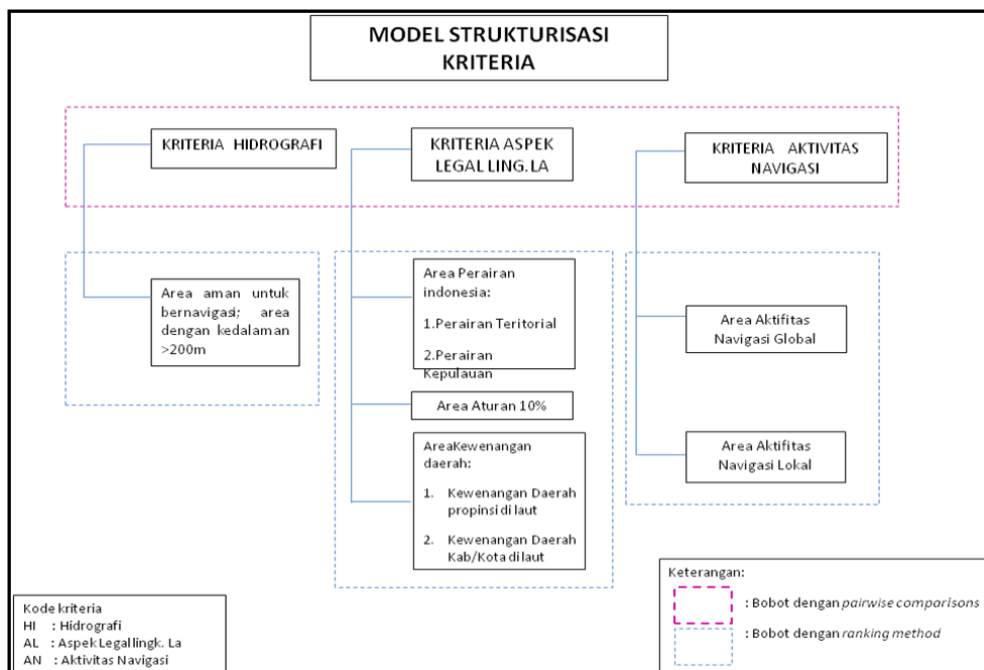 MODEL STRUKTURISASI
KRITERIA
KRITERIA HIDROGRAFI
KRITERIA ASPEK
LEGAL LING.LA
KRITERIA AKTIVITAS
NAVIGASI
Area aman untuk
bernavigasi; area
dengan kedalaman
>200m
Area Perairan
indonesia:
1.Perairan Teritorial
2.Perairan
Kepulauan
Area Aturan 10%
AreaKewenangan
daerah:
1. Kewenangan Daerah
propinsi di laut
2. Kewenangan Daerah
Kab/Kota di laut
Area Aktifitas
Navigasi Global
Area Aktifitas
Navigasi Lokal
Kode kriteria
HI : Hidrografi
AL : Aspek Legal lingk. La
AN : Aktivitas Navigasi
Keterangan:
: Bobot dengan pairwise comparisons
: Bobot dengan ranking method